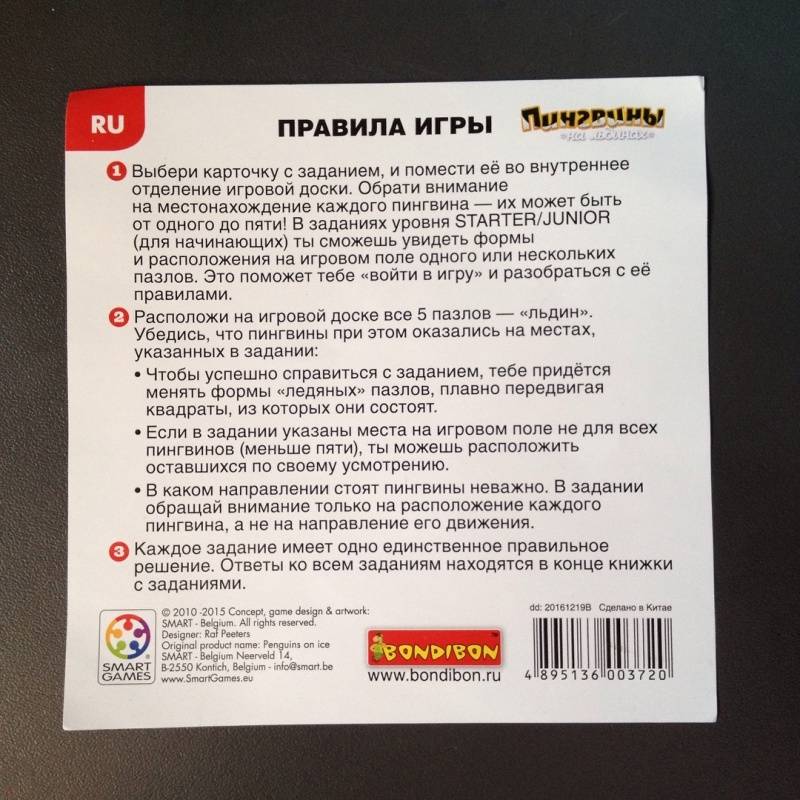 RU
ПРАВИЛА ИГРЫ
Пингвины
на льдинах
1 Выбери карточку с заданием, и помести её во внутреннее
отделение игровой доски. Обрати внимание
на местонахождение каждого пингвина — их может быть
от одного до пяти! В заданиях уровня STARTER/JUNIOR
(для начинающих) ты сможешь увидеть формы
и расположения на игровом поле одного или нескольких
пазлов. Это поможет тебе «войти в игру» и разобраться с её
правилами.
2 Расположи на игровой доске все 5 пазлов — «льдин».
Убедись, что пингвины при этом оказались на местах,
указанных в задании:
• Чтобы успешно справиться с заданием, тебе придётся
менять формы «ледяных» пазлов, плавно передвигая
квадраты, из которых они состоят.
• Если в задании указаны места на игровом поле не для всех
пингвинов (меньше пяти), ты можешь расположить
оставшихся по своему усмотрению.
• В каком направлении стоят пингвины неважно. В задании
обращай внимание только на расположение каждого
пингвина, а не на направление его движения.
3 Каждое задание имеет одно единственное правильное
решение. Ответы ко всем заданиям находятся в конце книжки
с заданиями.
SMART
GAMES
© 2010 -2015 Concept, game design & artwork:
SMART - Belgium. All rights reserved.
Designer: Raf Peeters
Original product name: Penguins on ice
SMART - Belgium Neerveld 14,
B-2550 Kontich, Belgium - info@smart.be
www.SmartGames.eu
BONDIBON™
www.bondibon.ru
dd: 20161219B Сделано в Китае
4 895136 003720